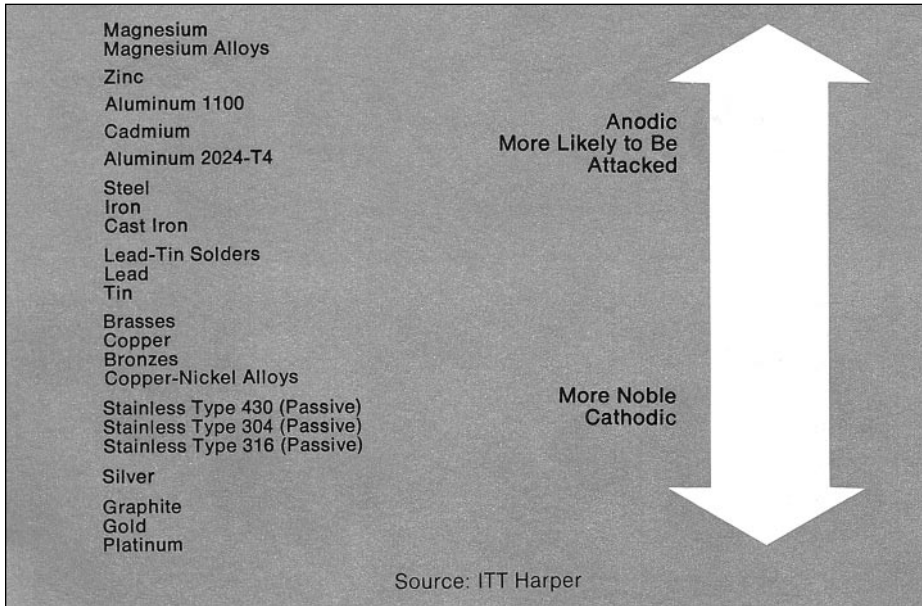 Magnesium
Magnesium Alloys
Zinc
Aluminum 1100
Cadmium
Aluminum 2024-T4
Steel
Iron
Cast Iron
Lead-Tin Solders
Lead
Tin
Brasses
Copper
Bronzes
Copper-Nickel Alloys
Stainless Type 430 (Passive)
Stainless Type 304 (Passive)
Stainless Type 316 (Passive)
Silver
Graphite
Gold
Platinum
Anodic
More Likely to Be
Attacked
More Noble
Cathodic
Source: ITT Harper